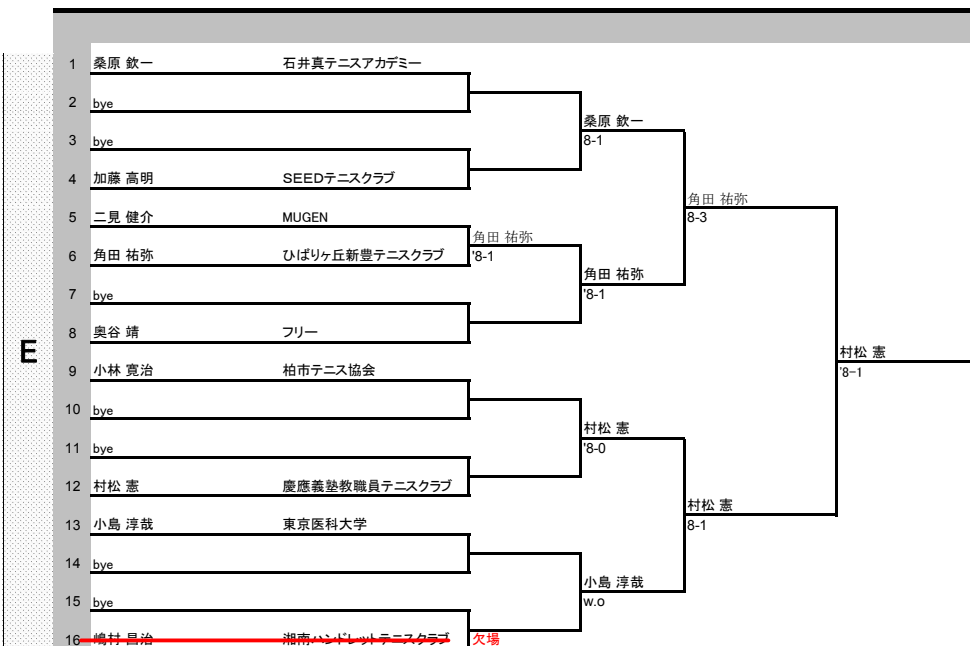 E
1 桑原 欽一 石井真テニスアカデミー
2 bye
3 bye
4 加藤 高明 SEEDテニスクラブ
5 二見 健介 MUGEN
6 角田 祐弥 ひばりヶ丘新豊テニスクラブ
7 bye
8 奥谷 靖 フリー
9 小林 寛治 柏市テニス協会
10 bye
11 bye
12 村松 憲 慶應義塾教職員テニスクラブ
13 小島 淳哉 東京医科大学
14 bye
15 bye
16 嶋村 昌治 湘南ハンドレットテニスクラブ
角田 祐弥
'8-1
欠場
桑原 欽一
8-1
角田 祐弥
'8-1
村松 憲
'8-0
小島 淳哉
w.o
角田 祐弥
8-3
村松 憲
8-1
村松 憲
'8-1